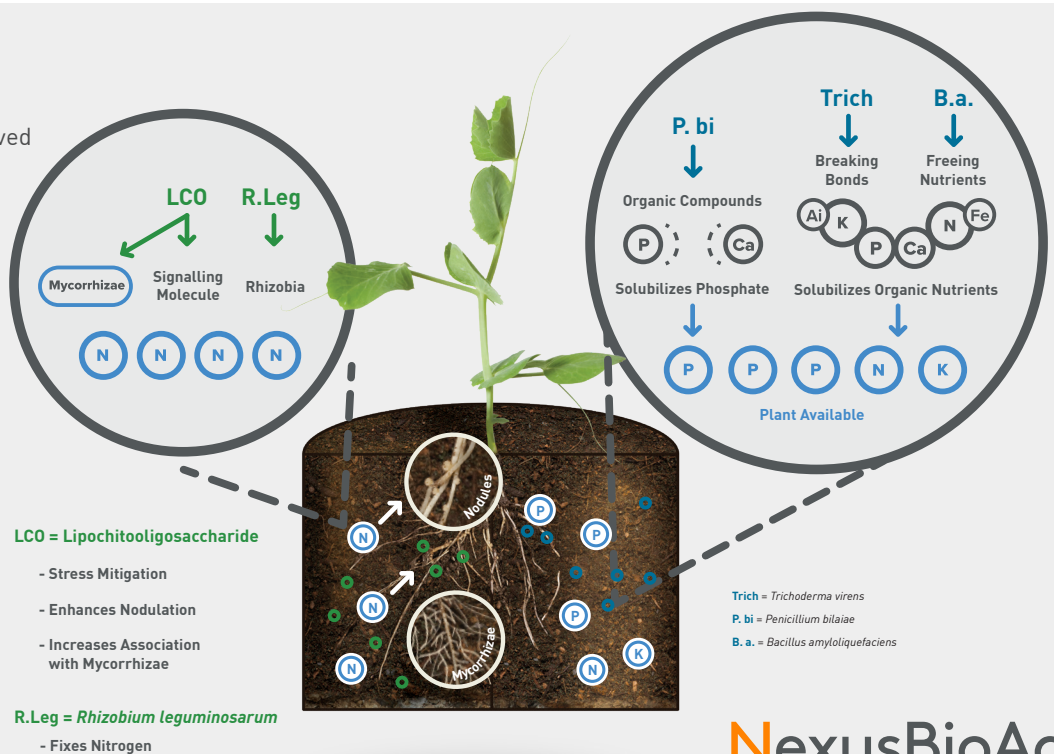 LCO R.Leg
Mycorrhizae
Signalling
Molecule
Rhizobia
N N N N
P. bi
Trich
B.a.
Breaking
Bonds
Freeing
Nutrients
Organic Compounds
P Ca
Ai K P Ca N Fe
Solubilizes Phosphate
Solubilizes Organic Nutrients
P P P N K
Plant Available
Nodules
N
N
N
Mycorrhizae
P
P
P
K
N
LCO = Lipochitooligosaccharide
- Stress Mitigation
- Enhances Nodulation
- Increases Association
with Mycorrhizae
R.Leg = Rhizobium leguminosarum
- Fixes Nitrogen
Trich = Trichoderma virens
P. bi = Penicillium bilaiae
B. a. = Bacillus amyloliquefaciens